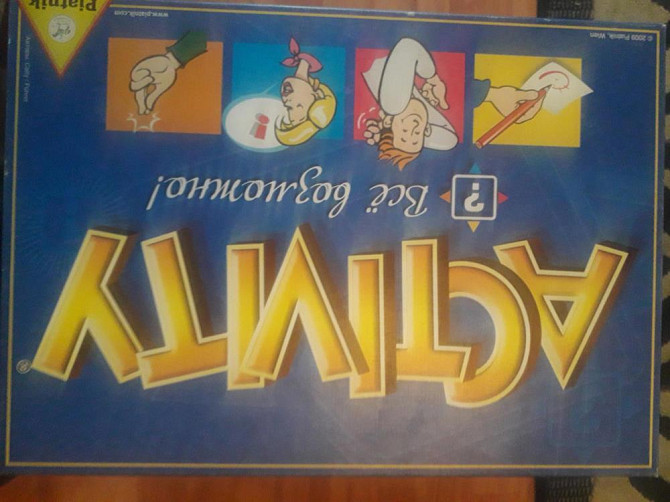 ACTIVITY®
? Всё возможно!
i
© 2009 Piatnik, Wien
www.piatnik.com
Piatnik